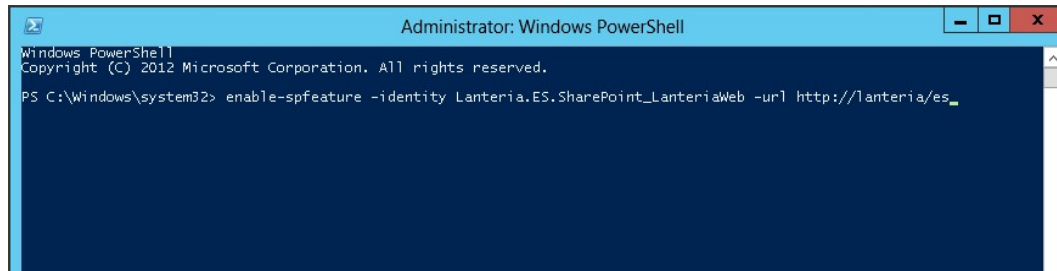 Administrator: Windows PowerShell
Windows PowerShell
Copyright (C) 2012 Microsoft Corporation. All rights reserved.
PS C:\Windows\system32> enable-spfeature -identity Lanteria.ES.SharePoint_LanteriaWeb -url http://lanteria/es_